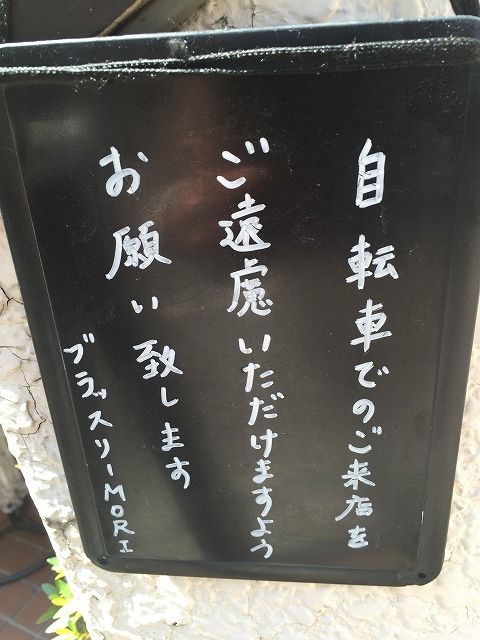 自転車でのご来店を
ご遠慮いただけますよう
お願い致します
ブラッスリーMORI